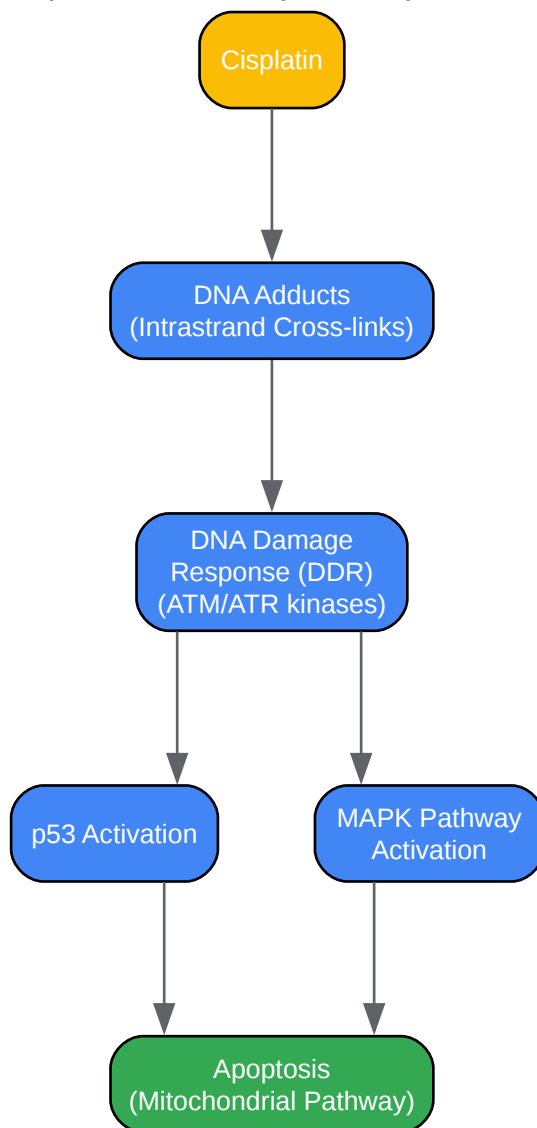 Cisplatin
DNA Adducts
(Intrastrand Cross-links)
DNA Damage
Response (DDR)
(ATM/ATR kinases)
p53 Activation
MAPK Pathway
Activation
Apoptosis
(Mitochondrial Pathway)